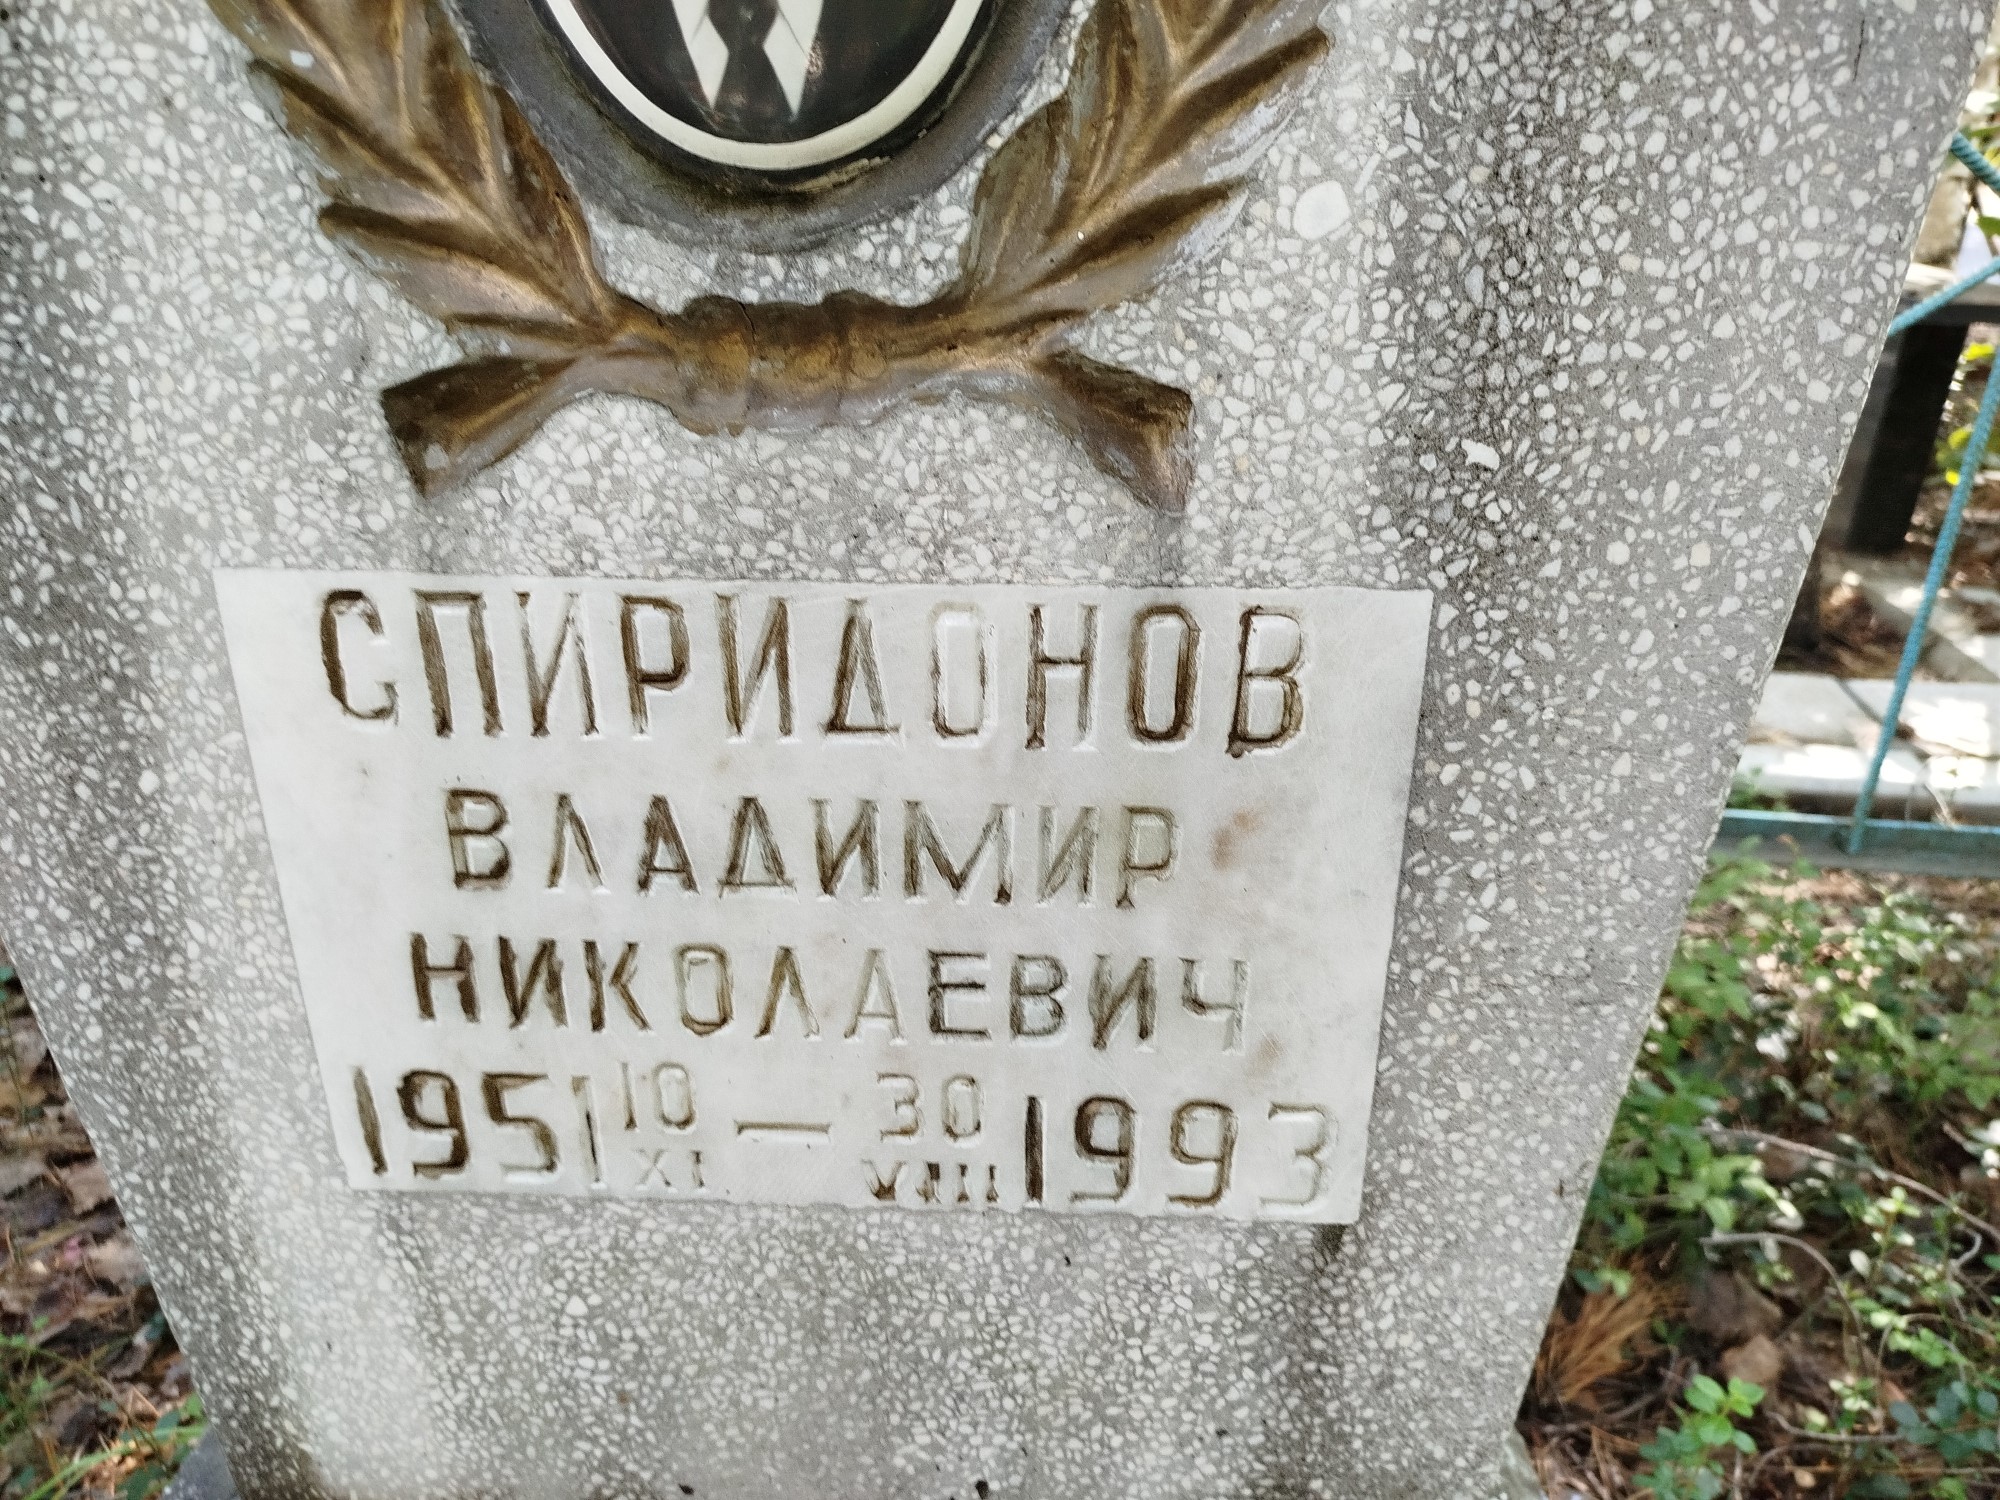 СПИРИДОНОВ
ВЛАДИМИР
НИКОЛАЕВИЧ
1951 10 XI — 30 VIII 1993